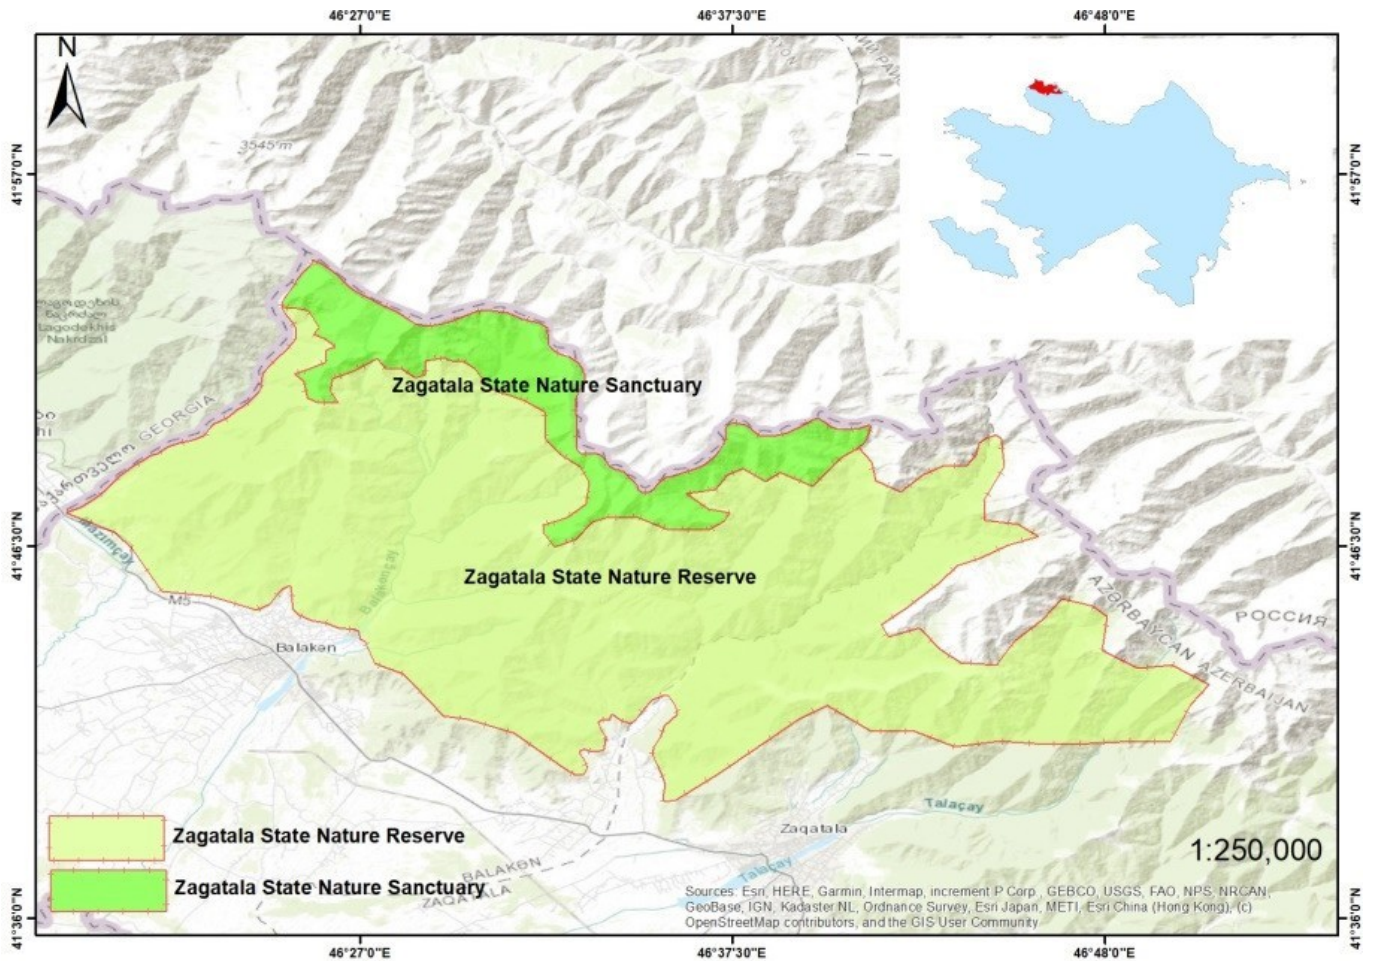 46°27'0"E
46°37'30"E
46°48'0"E
N
3545m
41°57'0"N
41°57'0"N
Lagodekhis
Nakrdzali
Zagatala State Nature Sanctuary
GEORGIA
Mazımçay
41°46'30"N
41°46'30"N
Zagatala State Nature Reserve
M5
Balakən
AZƏRBAYCAN AZERBAIJAN
РОССИЯ
Talaçay
Zaqatala
Talaçay
Zagatala State Nature Reserve
1:250,000
BALAKƏN
ZAQATALA
Zagatala State Nature Sanctuary
Sources: Esri, HERE, Garmin, Intermap, increment P Corp., GEBCO, USGS, FAO, NPS, NRCAN,
GeoBase, IGN, Kadaster NL, Ordnance Survey, Esri Japan, METI, Esri China (Hong Kong), (c)
OpenStreetMap contributors, and the GIS User Community
41°36'0"N
41°36'0"N
46°27'0"E
46°37'30"E
46°48'0"E